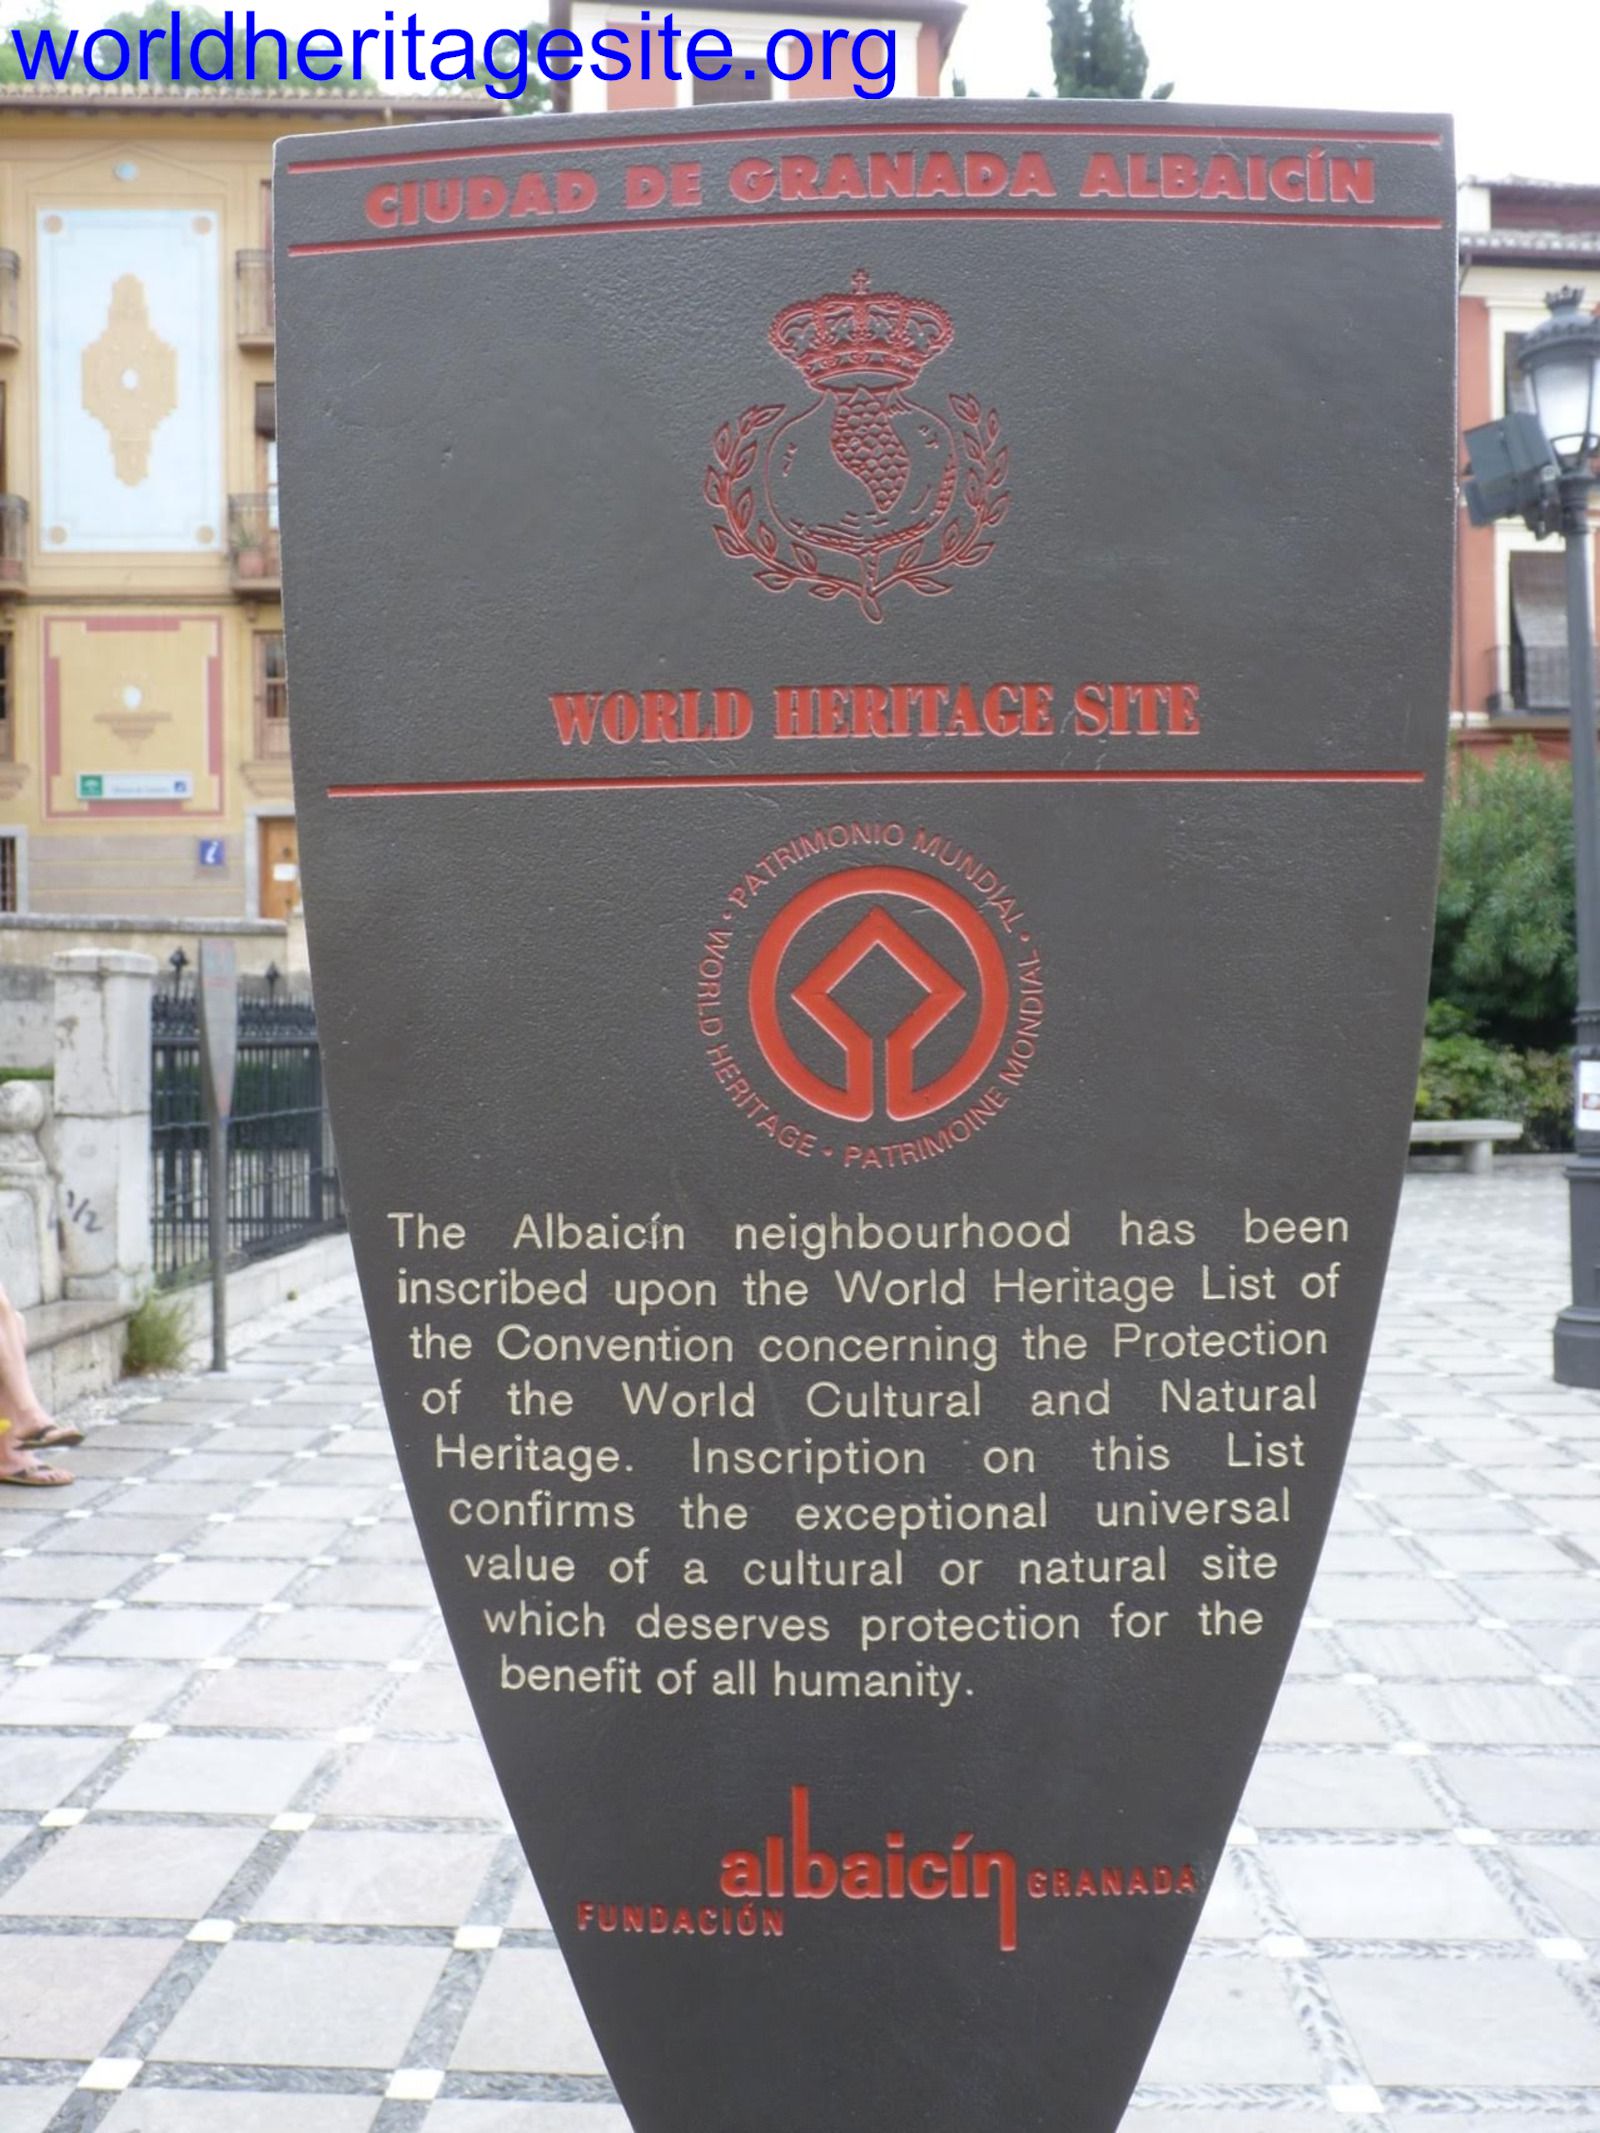 worldheritagesite.org
CIUDAD DE GRANADA ALBAICÍN
WORLD HERITAGE SITE
PATRIMONIO MUNDIAL • PATRIMOINE MONDIAL • WORLD HERITAGE •
The Albaicín neighbourhood has been
inscribed upon the World Heritage List of
the Convention concerning the Protection
of the World Cultural and Natural
Heritage. Inscription on this List
confirms the exceptional universal
value of a cultural or natural site
which deserves protection for the
benefit of all humanity.
albaicín GRANADA
FUNDACIÓN
i
1/2